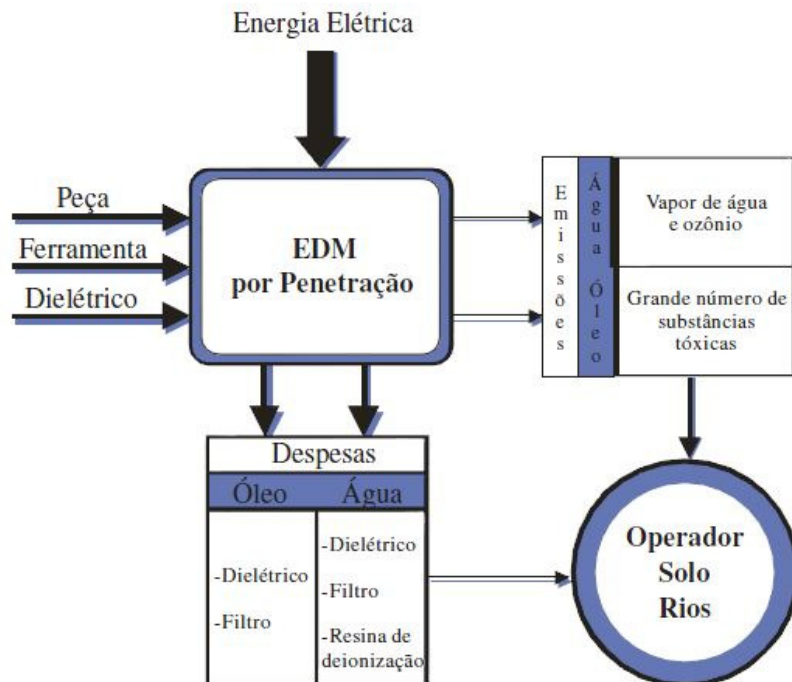 Energia Elétrica
Peça
Ferramenta
Dielétrico
EDM
por Penetração
Emissões
Água
Óleo
Vapor de água
e ozônio
Grande número de
substâncias
tóxicas
Despesas
Óleo
Água
-Dielétrico
-Filtro
-Dielétrico
-Filtro
-Resina de
deionização
Operador
Solo
Rios